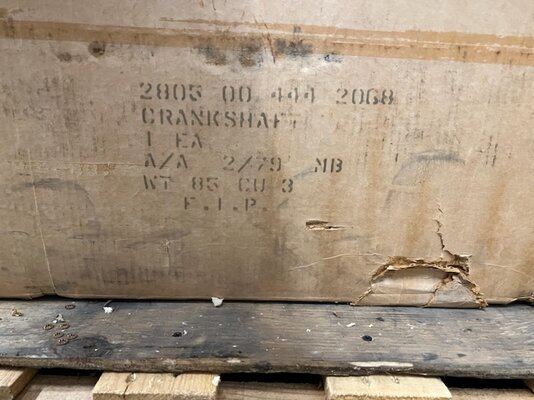 2805 00 444 2068
CRANKSHAFT
1 EA
A/A 2/79 MB
WT 85 CU 3
F.I.P.